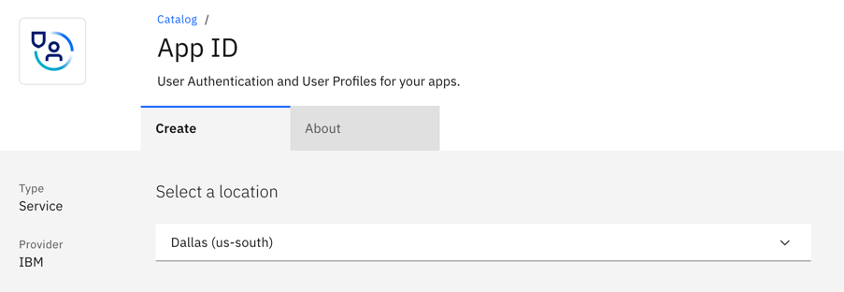 Catalog /
App ID
User Authentication and User Profiles for your apps.
Create
About
Type
Service
Provider
IBM
Select a location
Dallas (us-south)